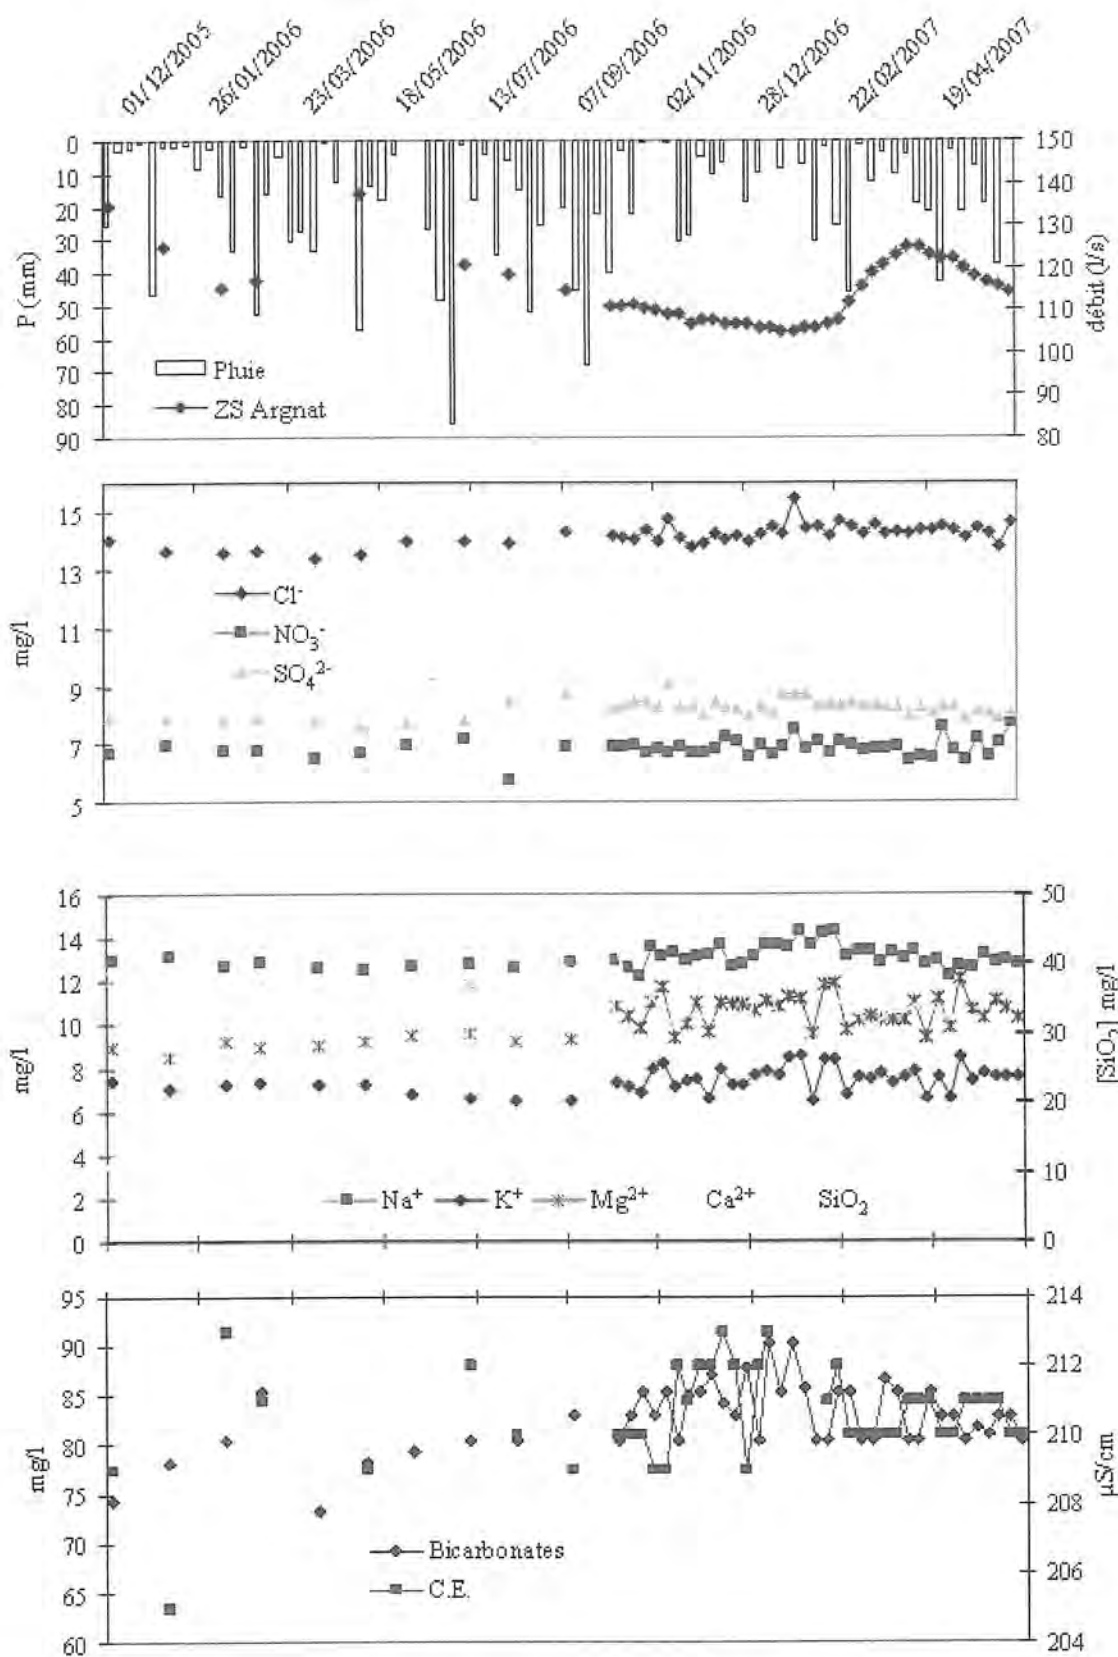 01/12/2005 26/01/2006 23/03/2006 18/05/2006 13/07/2006 07/09/2006 02/11/2006 28/12/2006 22/02/2007 19/04/2007
0 10 20 30 40 50 60 70 80 90
P (mm)
150 140 130 120 110 100 90 80
débit (l/s)
Pluie
ZS Argnat
15 13 11 9 7 5
mg/l
Cl⁻
NO₃⁻
SO₄²⁻
16 14 12 10 8 6 4 2 0
mg/l
50 40 30 20 10 0
[SiO₂] mg/l
Na⁺ K⁺ Mg²⁺ Ca²⁺ SiO₂
95 90 85 80 75 70 65 60
mg/l
214 212 210 208 206 204
µS/cm
Bicarbonates
C.E.